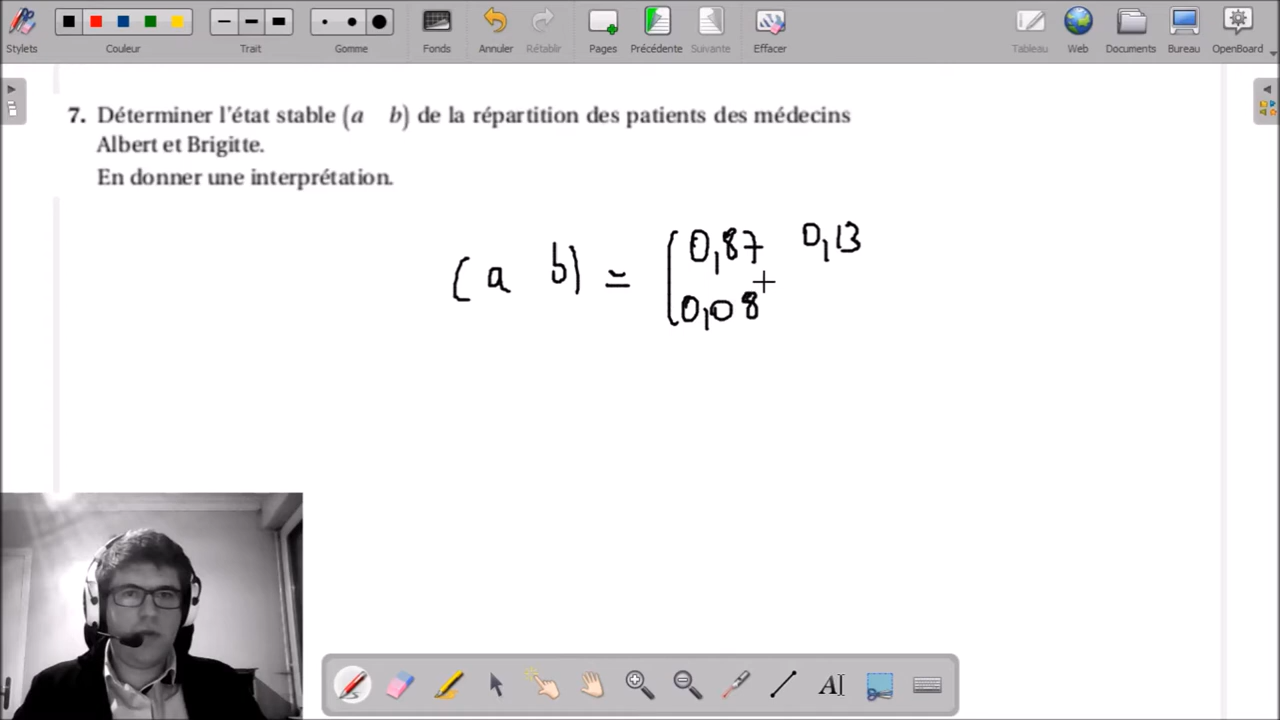 Stylets Couleur Trait Gomme Fonds Annuler Rétablir Pages Précédente Suivante Effacer Tableau Web Documents Bureau OpenBoard
7. Déterminer l'état stable (a b) de la répartition des patients des médecins
Albert et Brigitte.
En donner une interprétation.
(a b) = (0,87 0,13
0,08